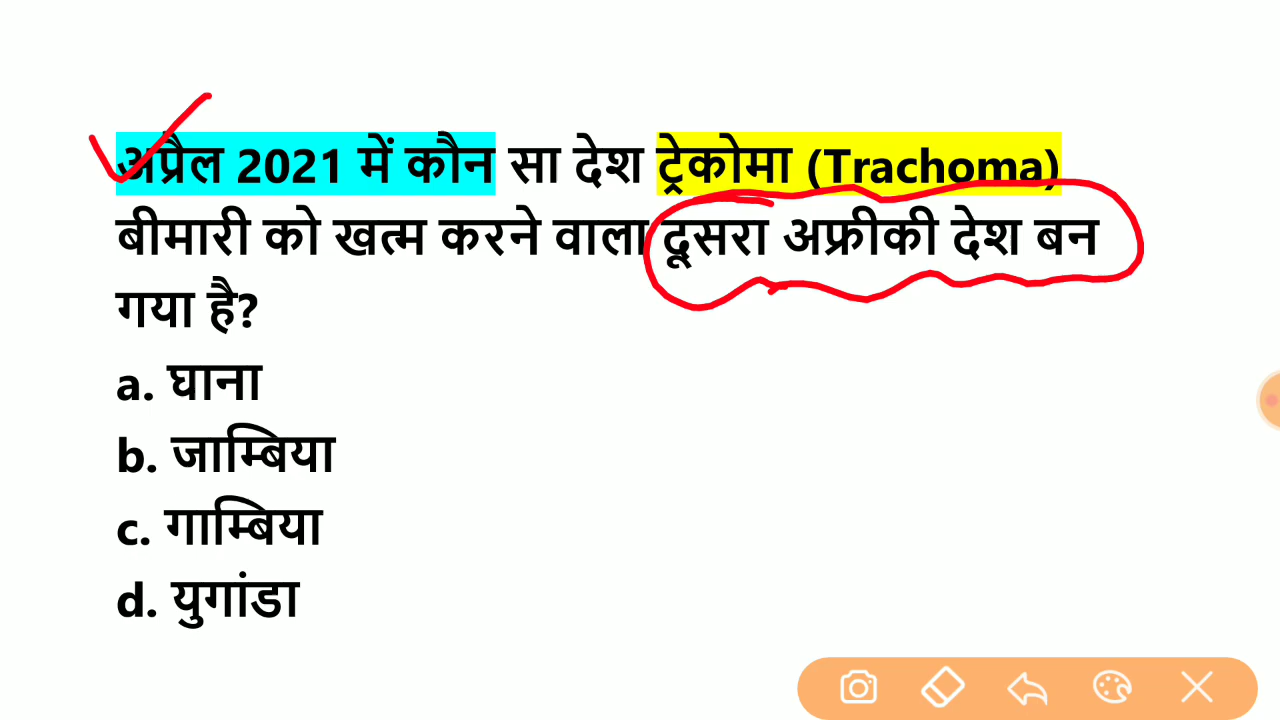 अप्रैल 2021 में कौन सा देश ट्रेकोमा (Trachoma)
बीमारी को खत्म करने वाला दूसरा अफ्रीकी देश बन
गया है?
a. घाना
b. जाम्बिया
c. गाम्बिया
d. युगांडा